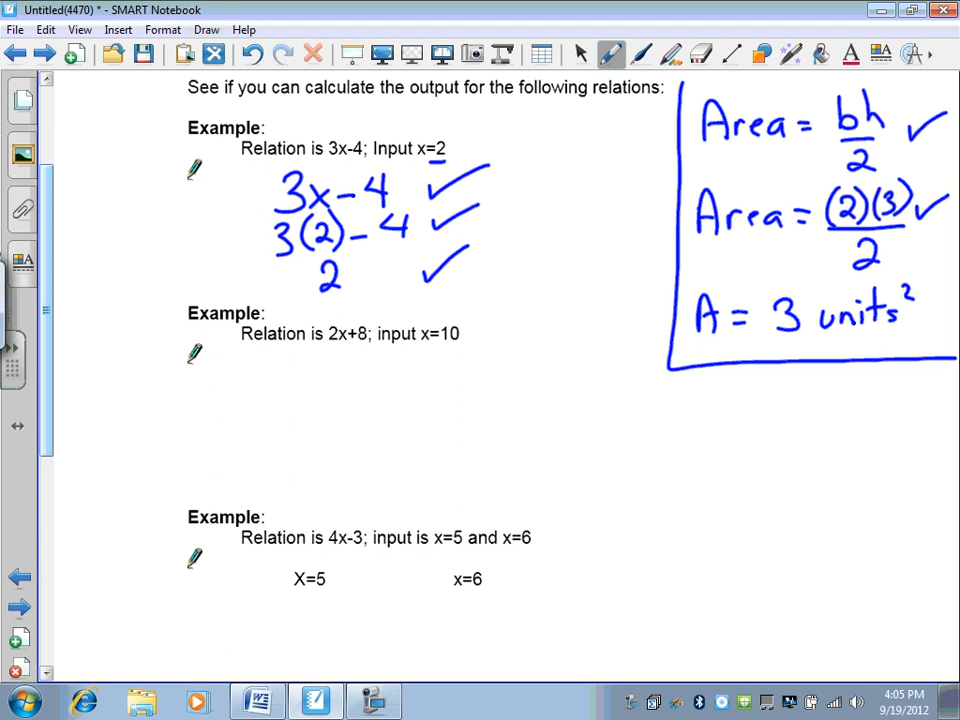 Untitled(4470) * - SMART Notebook
File Edit View Insert Format Draw Help
See if you can calculate the output for the following relations:
Example:
Relation is 3x-4; Input x=2
3x-4
3(2)-4
2
Example:
Relation is 2x+8; input x=10
Example:
Relation is 4x-3; input is x=5 and x=6
X=5 x=6
Area = bh/2
Area = (2)(3)/2
A = 3 units²
4:05 PM
9/19/2012